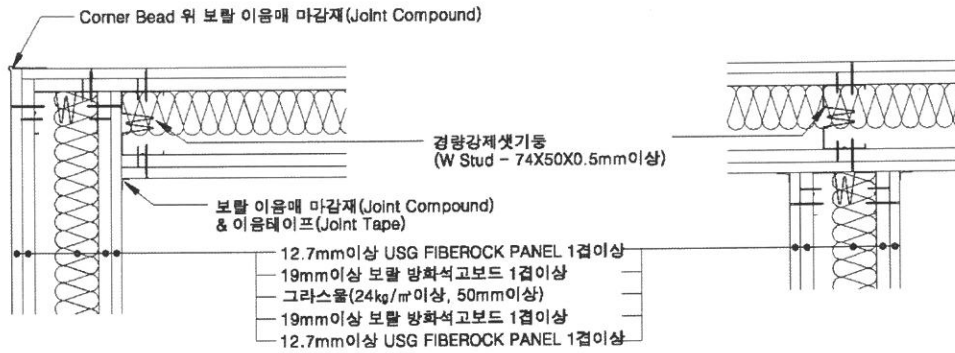 Corner Bead 위 보랄 이음매 마감재(Joint Compound)
경량강제샛기둥
(W Stud - 74X50X0.5mm이상)
보랄 이음매 마감재(Joint Compound)
& 이음테이프(Joint Tape)
12.7mm이상 USG FIBEROCK PANEL 1겹이상
19mm이상 보랄 방화석고보드 1겹이상
그라스울(24kg/㎥이상, 50mm이상)
19mm이상 보랄 방화석고보드 1겹이상
12.7mm이상 USG FIBEROCK PANEL 1겹이상